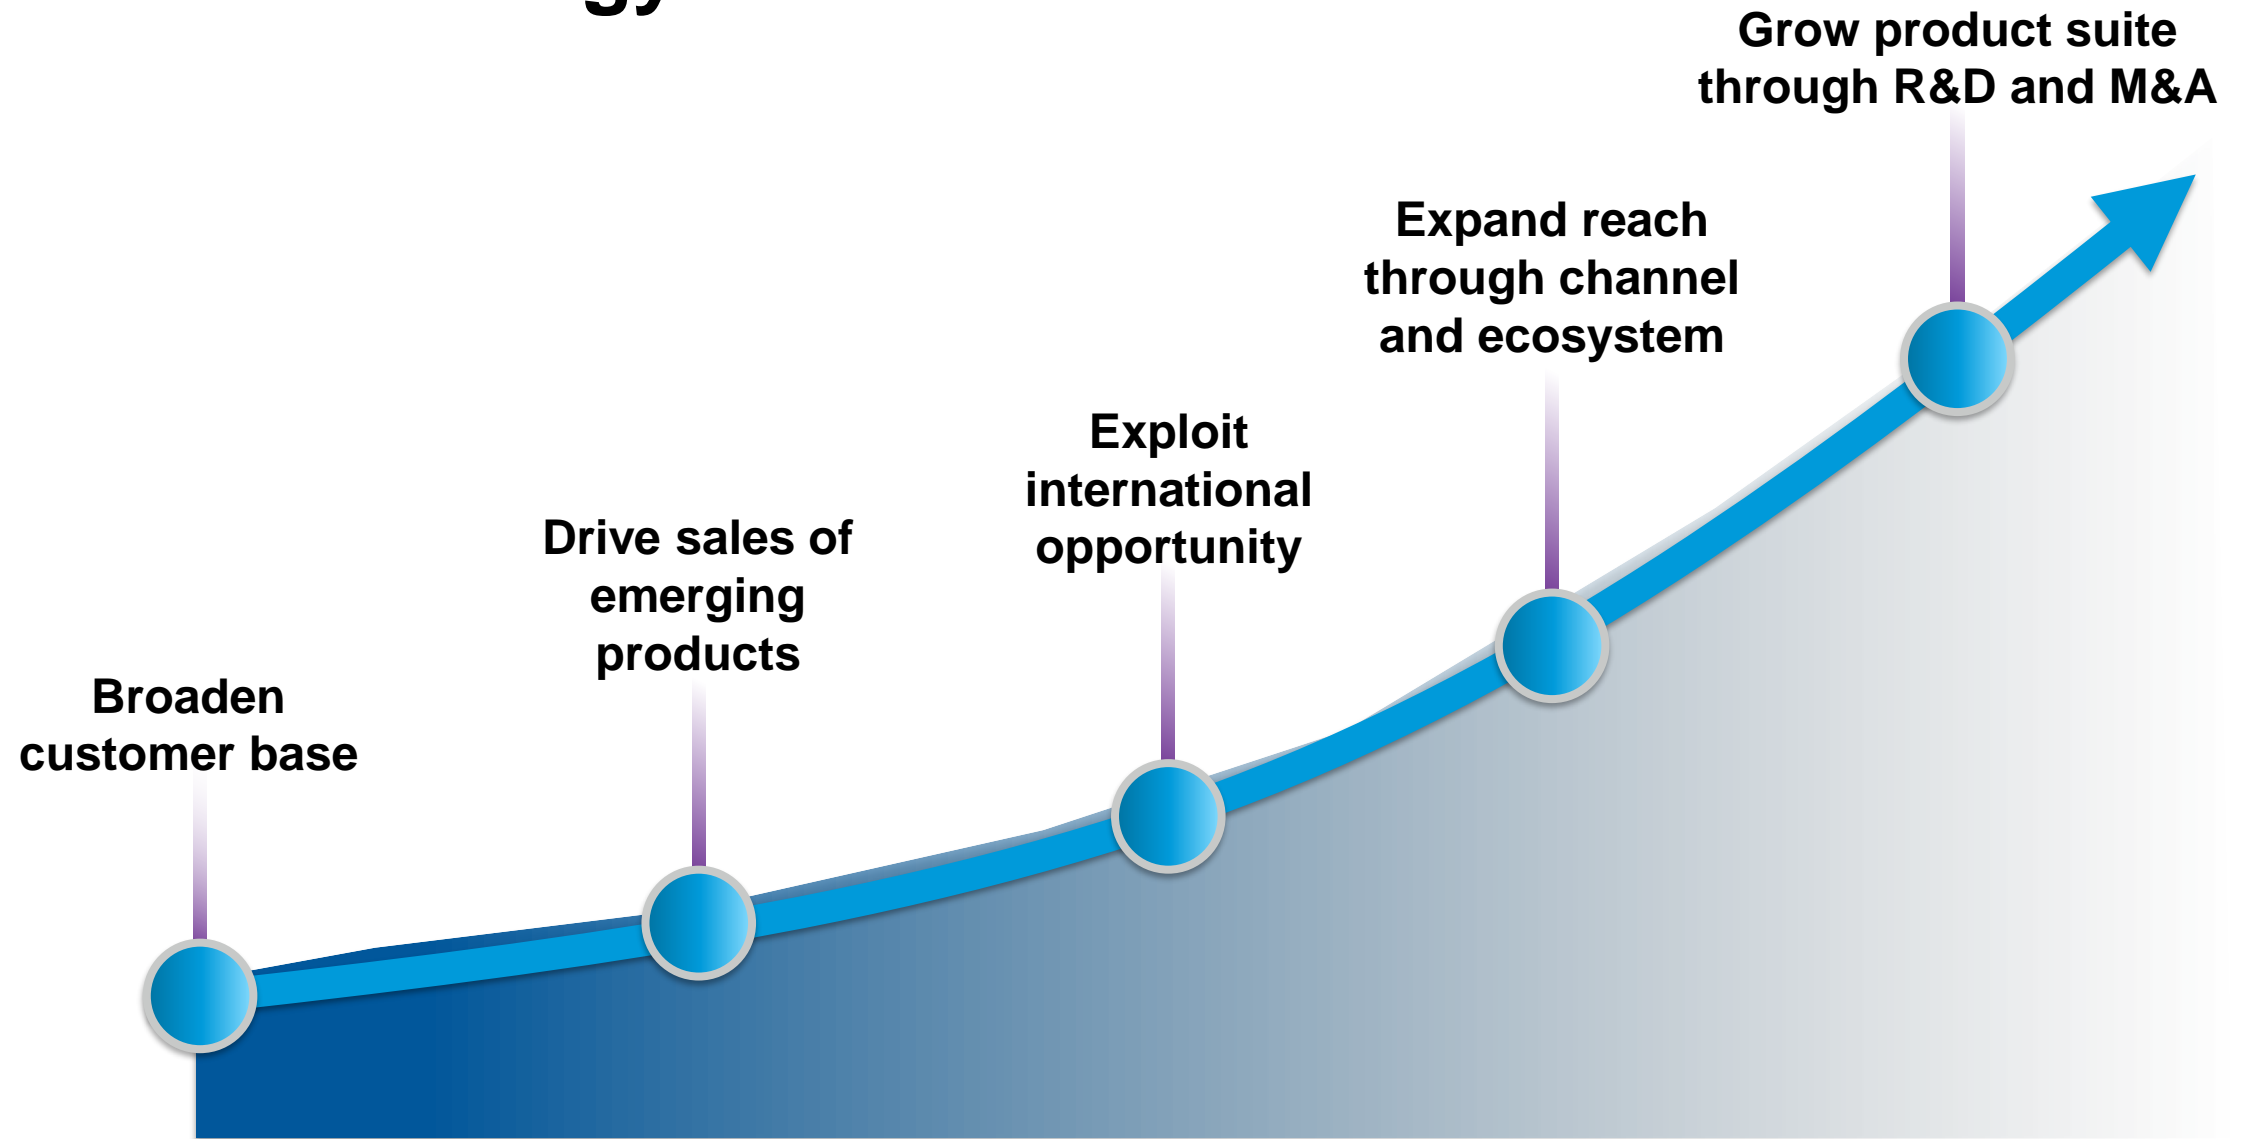 Grow product suite
through R&D and M&A
Expand reach
through channel
and ecosystem
Exploit
international
opportunity
Drive sales of
emerging
products
Broaden
customer base